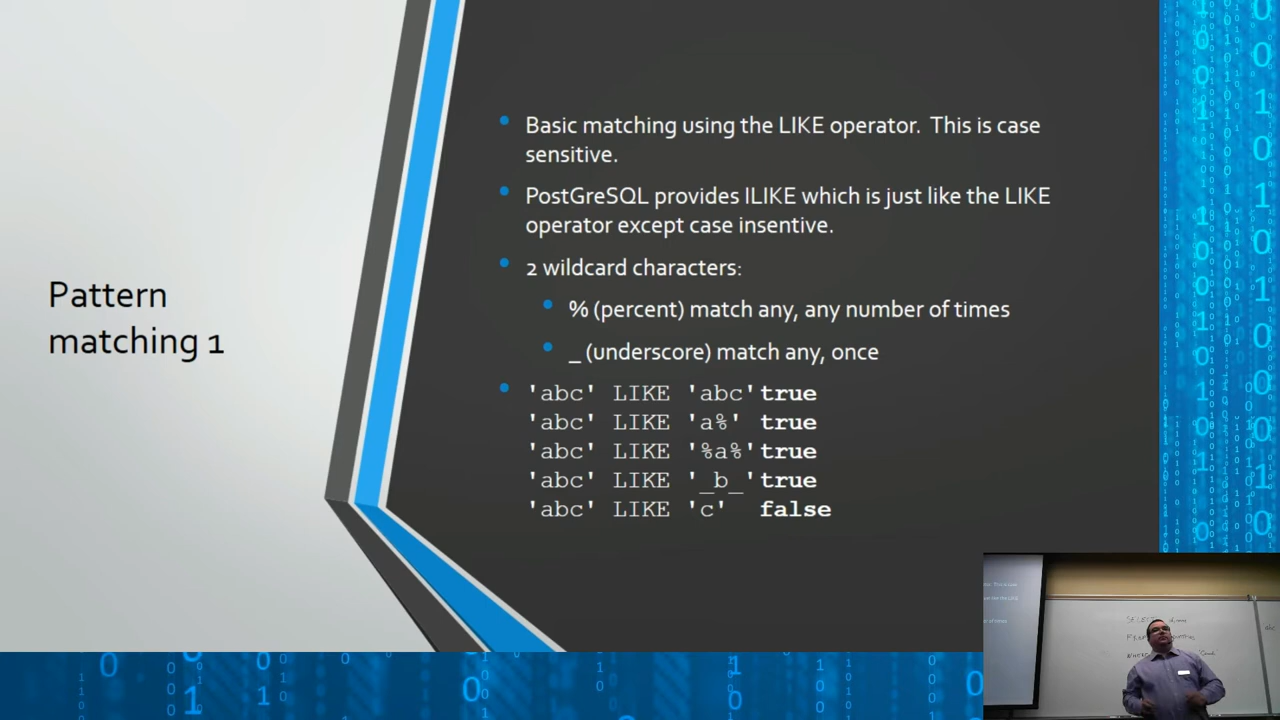 Pattern
matching 1
Basic matching using the LIKE operator. This is case
sensitive.
PostGreSQL provides ILIKE which is just like the LIKE
operator except case insentive.
2 wildcard characters:
% (percent) match any, any number of times
_ (underscore) match any, once
'abc' LIKE 'abc' true
'abc' LIKE 'a%' true
'abc' LIKE '%a%' true
'abc' LIKE '_b_' true
'abc' LIKE 'c' false